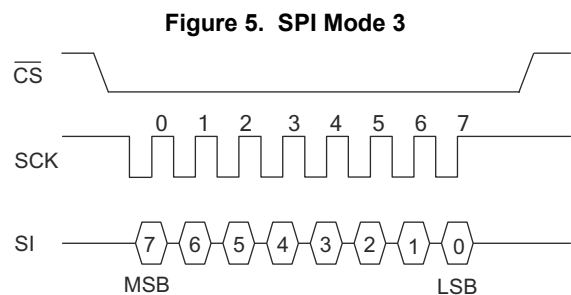 Figure 5. SPI Mode 3
CS
0 1 2 3 4 5 6 7
SCK
SI 7 6 5 4 3 2 1 0
MSB LSB